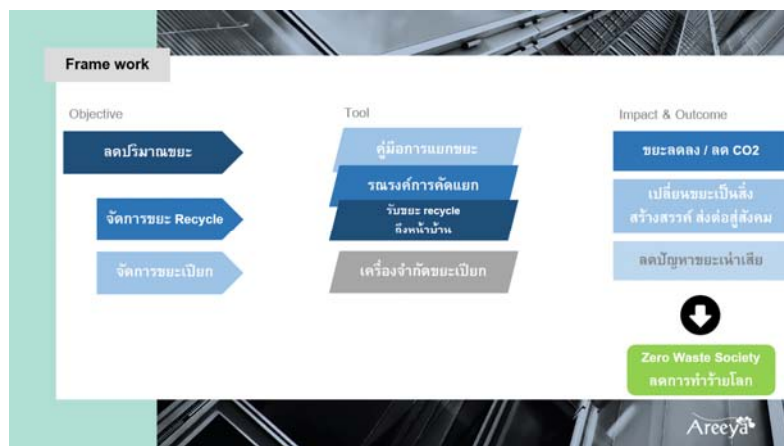 Frame work
Objective
ลดปริมาณขยะ
จัดการขยะ Recycle
จัดการขยะเปียก
Tool
คู่มือการแยกขยะ
รณรงค์การคัดแยก
รับขยะ recycle
ถึงหน้าบ้าน
เครื่องจำกัดขยะเปียก
Impact & Outcome
ขยะลดลง / ลด CO2
เปลี่ยนขยะเป็นสิ่ง
สร้างสรรค์ ส่งต่อสู่สังคม
ลดปัญหาขยะเน่าเสีย
Zero Waste Society
ลดการทำร้ายโลก
Areeya